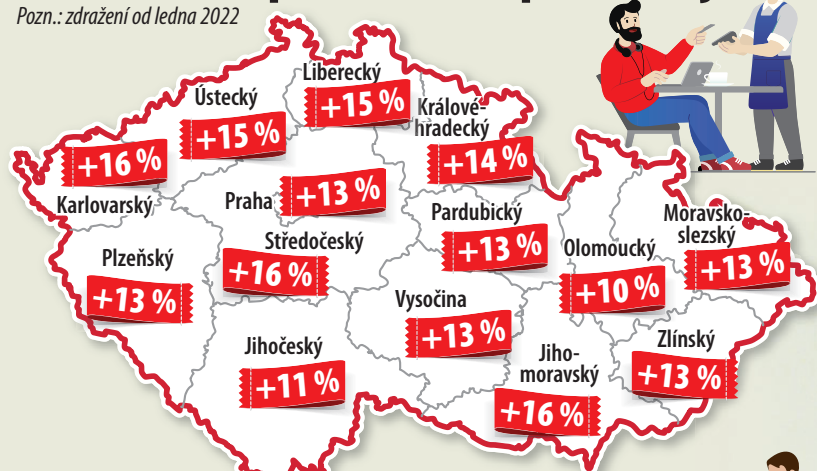 Pozn.: zdražení od ledna 2022
Liberecký
+15 %
Ústecký
+15 %
Králové-
hradecký
+14 %
+16 %
Karlovarský
Praha
+13 %
Pardubický
+13 %
Moravsko-
slezský
+13 %
Středočeský
+16 %
Olomoucký
+10 %
Plzeňský
+13 %
Vysočina
+13 %
Jihočeský
+11 %
Jiho-
moravský
+16 %
Zlínský
+13 %